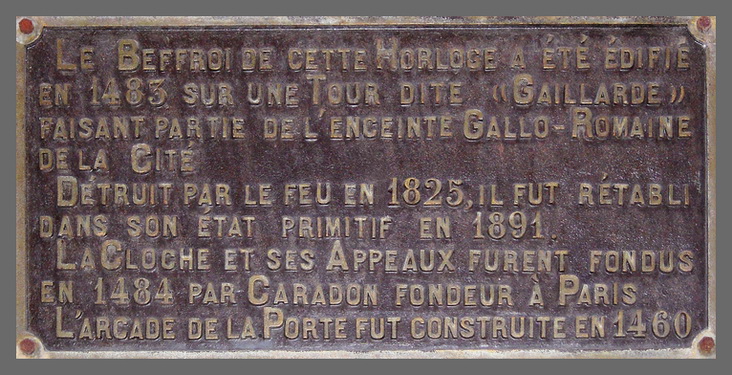 LE BEFFROI DE CETTE HORLOGE A ÉTÉ ÉDIFIÉ
EN 1483 SUR UNE TOUR DITE «GAILLARDE»
FAISANT PARTIE DE L'ENCEINTE GALLO-ROMAINE
DE LA CITÉ
DÉTRUIT PAR LE FEU EN 1825, IL FUT RÉTABLI
DANS SON ÉTAT PRIMITIF EN 1891.
LA CLOCHE ET SES APPEAUX FURENT FONDUS
EN 1484 PAR CARADON FONDEUR À PARIS
L'ARCADE DE LA PORTE FUT CONSTRUITE EN 1460